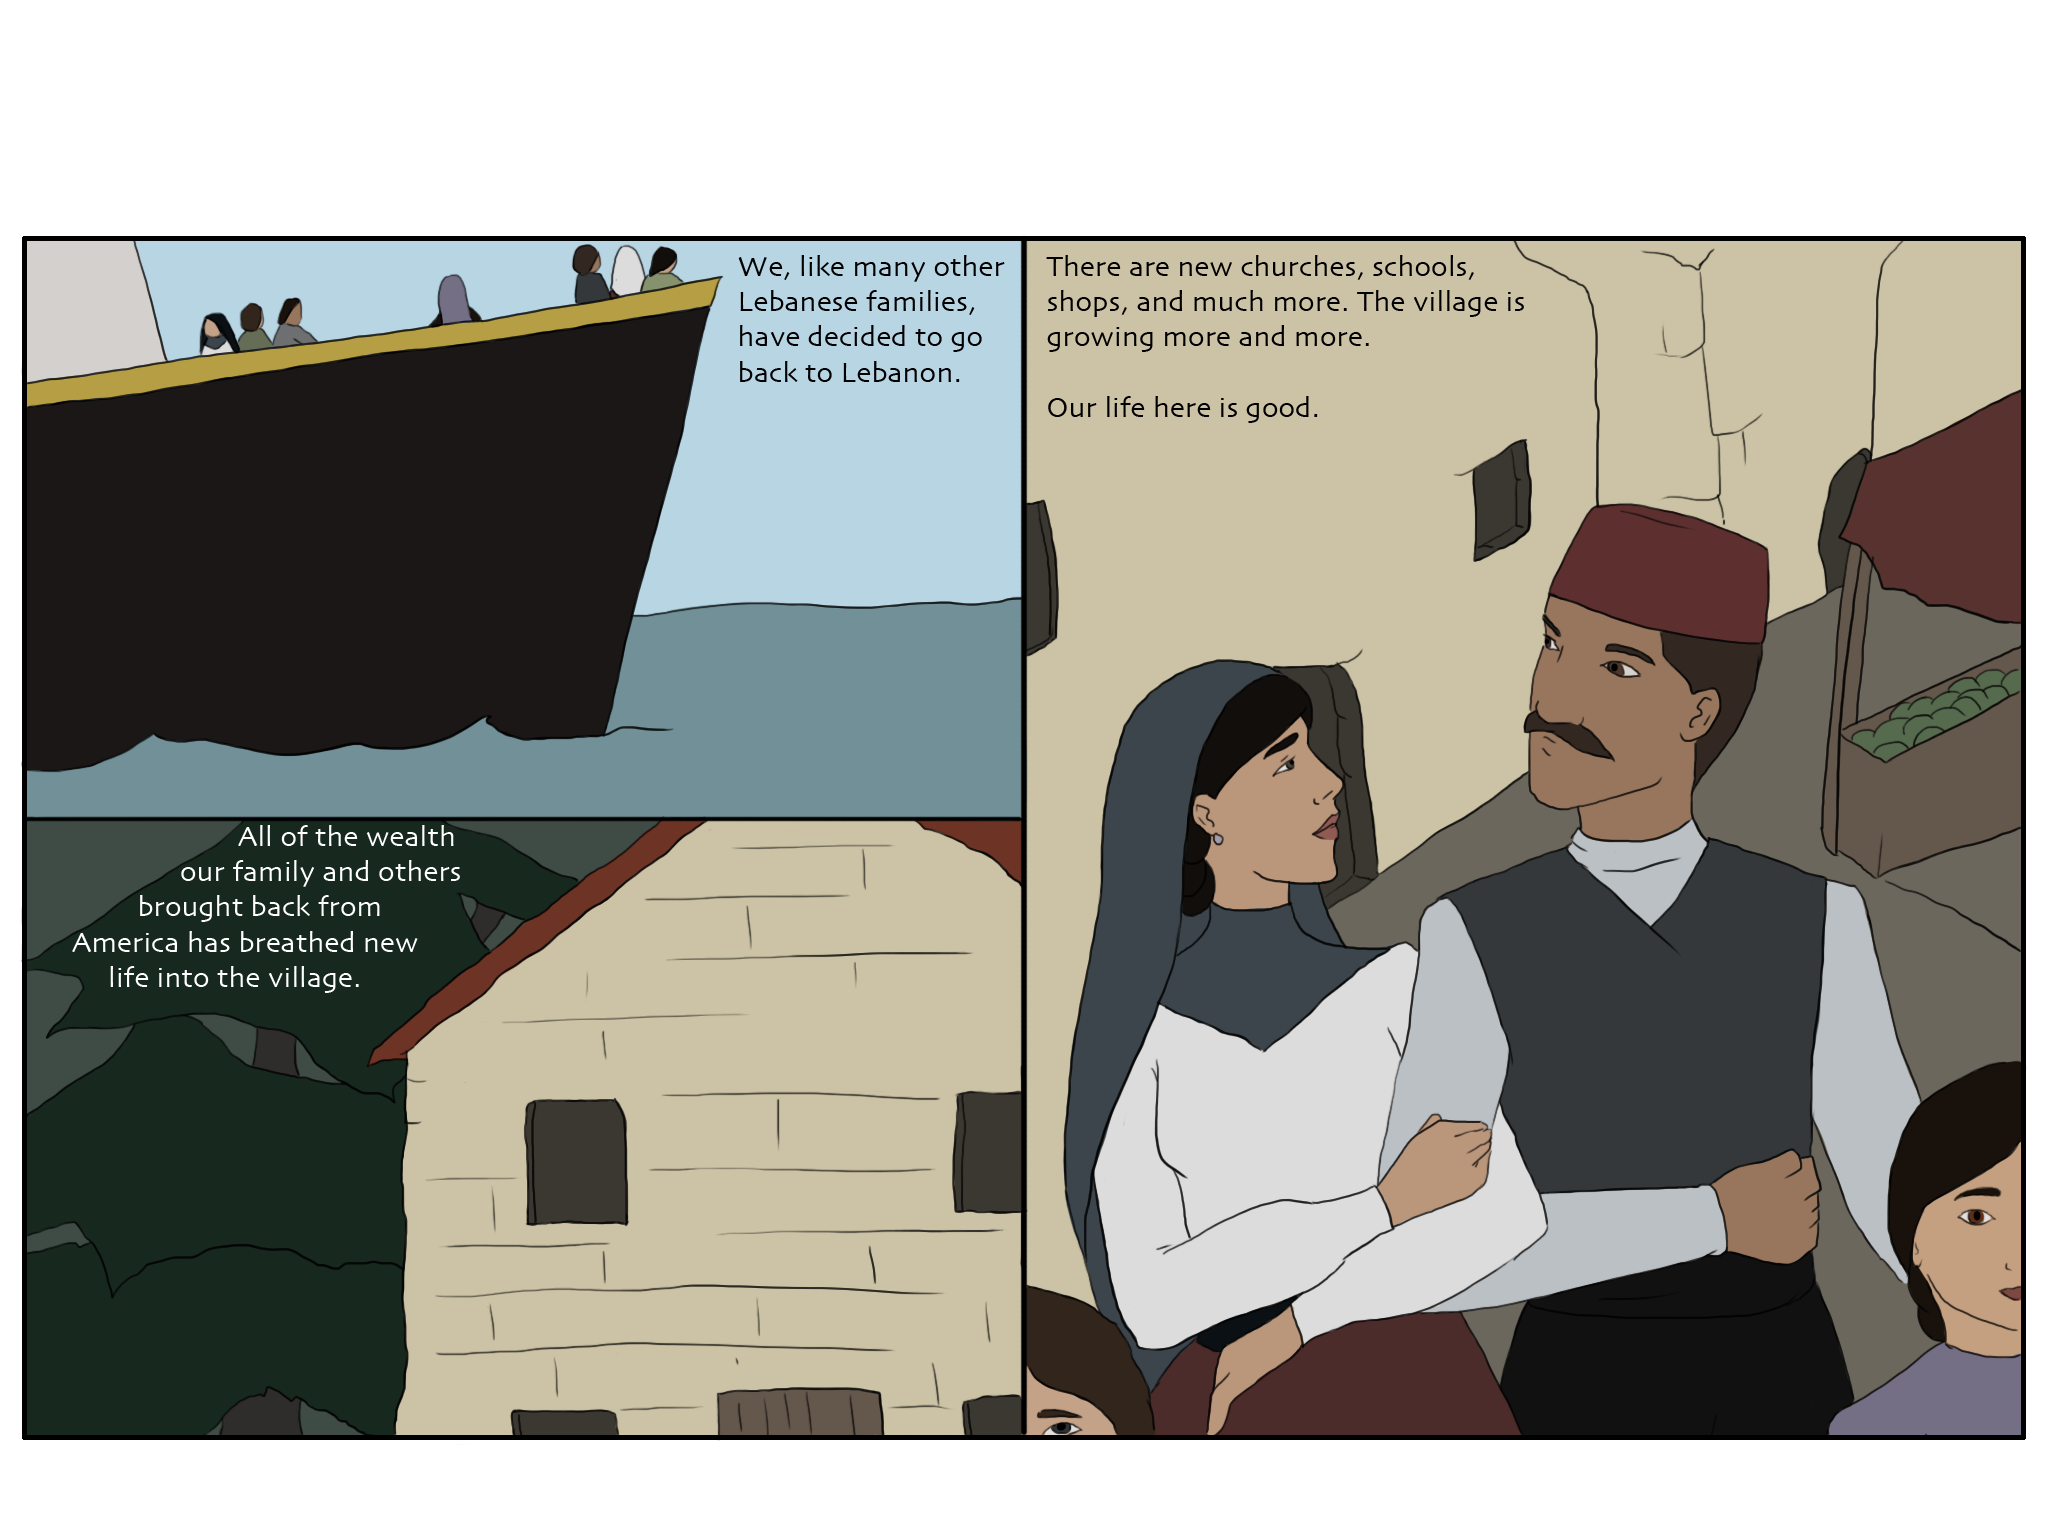 We, like many other
Lebanese families,
have decided to go
back to Lebanon.
All of the wealth
our family and others
brought back from
America has breathed new
life into the village.
There are new churches, schools,
shops, and much more. The village is
growing more and more.
Our life here is good.